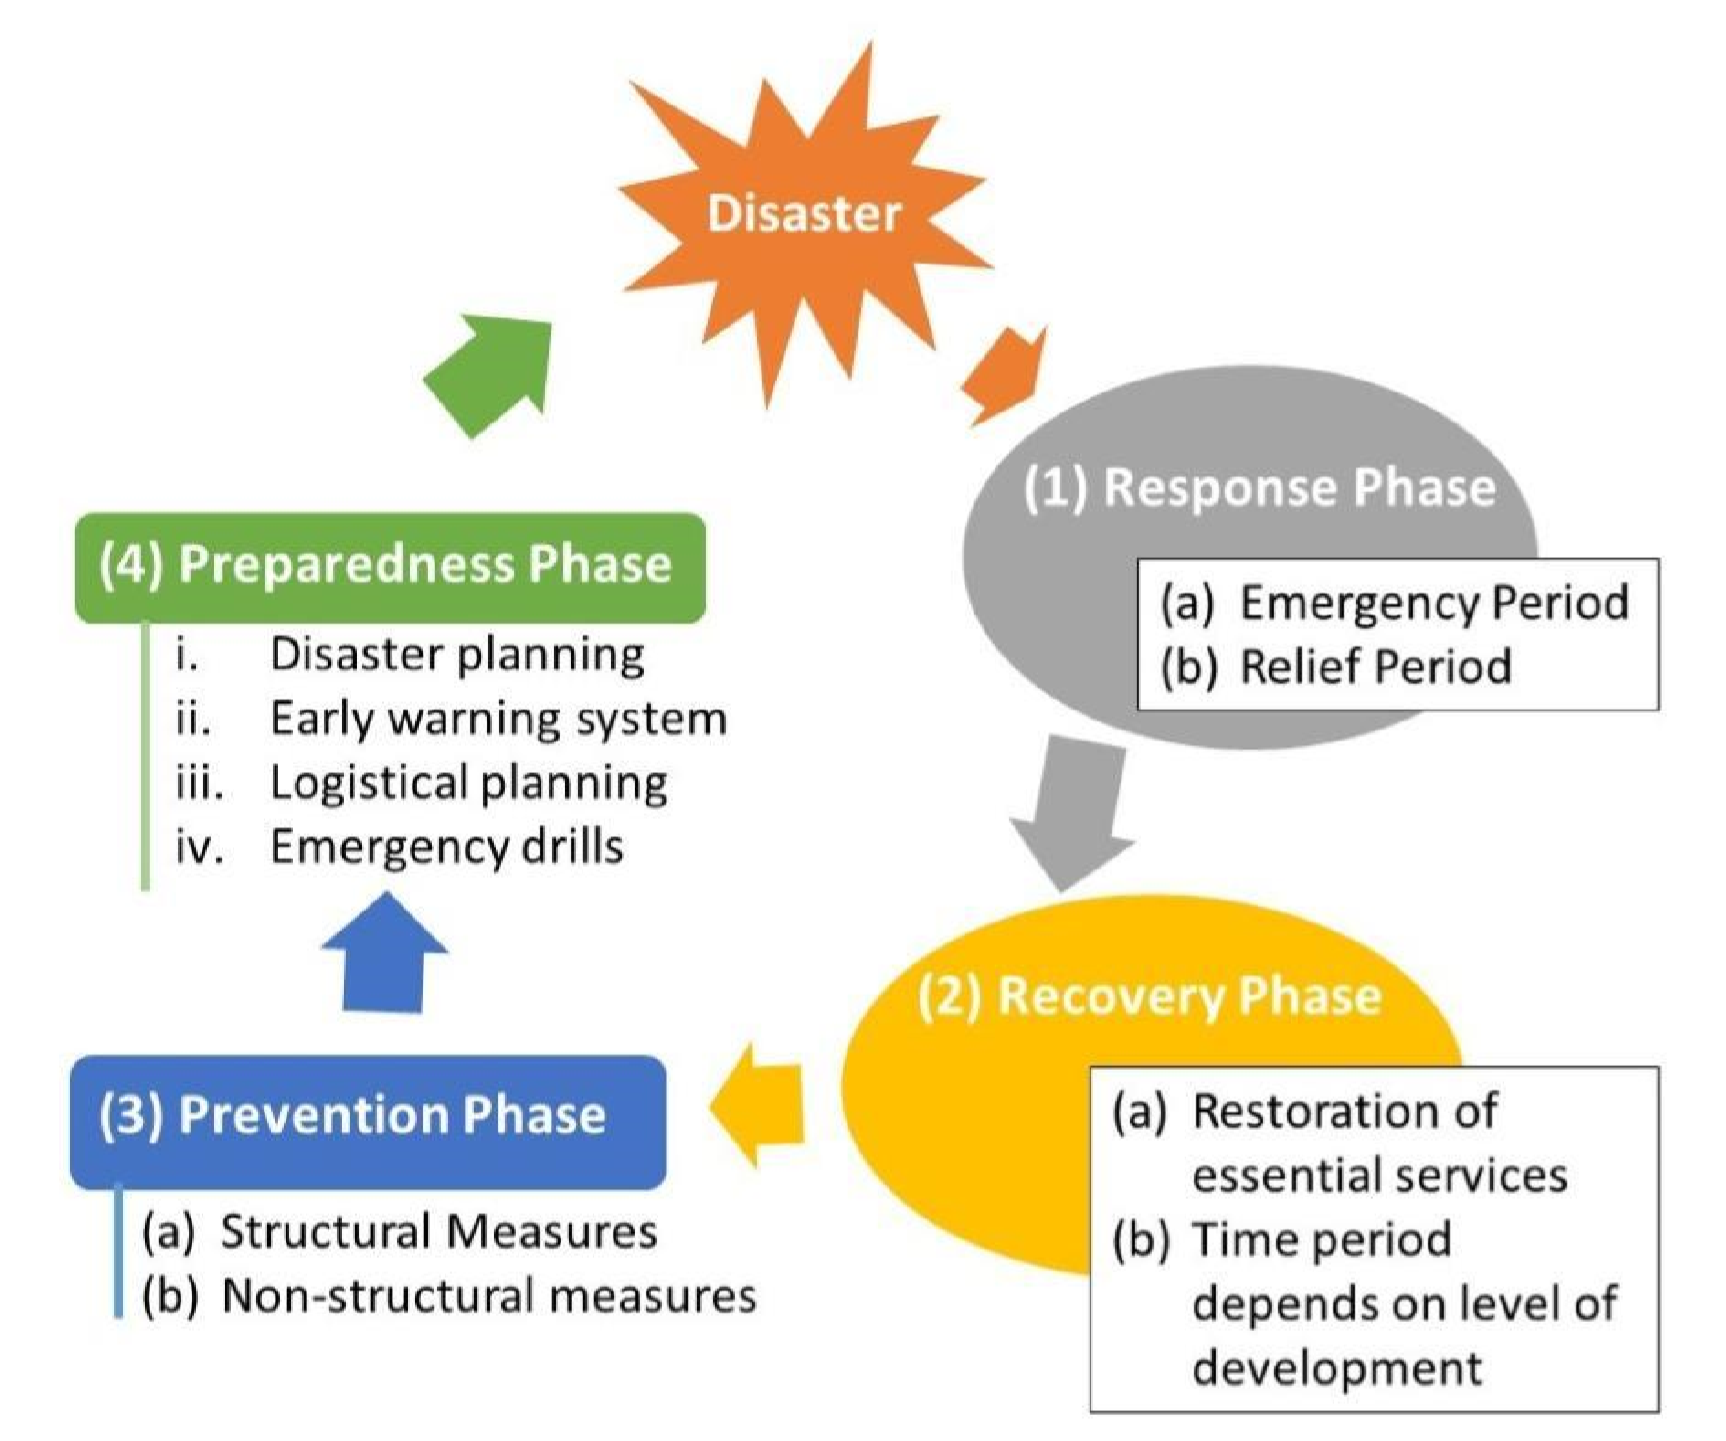 Disaster
(1) Response Phase
(a) Emergency Period
(b) Relief Period
(2) Recovery Phase
(a) Restoration of
essential services
(b) Time period
depends on level of
development
(3) Prevention Phase
(a) Structural Measures
(b) Non-structural measures
(4) Preparedness Phase
i. Disaster planning
ii. Early warning system
iii. Logistical planning
iv. Emergency drills